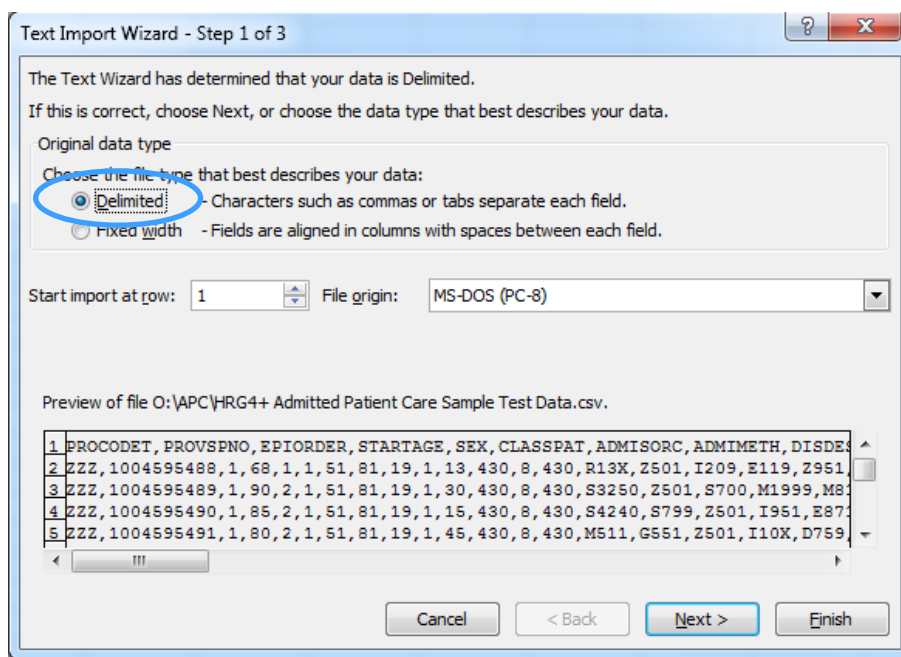 Text Import Wizard - Step 1 of 3
The Text Wizard has determined that your data is Delimited.
If this is correct, choose Next, or choose the data type that best describes your data.
Original data type
Choose the file type that best describes your data:
Delimited - Characters such as commas or tabs separate each field.
Fixed width - Fields are aligned in columns with spaces between each field.
Start import at row: 1 File origin: MS-DOS (PC-8)
Preview of file O:\APC\HRG4+ Admitted Patient Care Sample Test Data.csv.
1 PROCODET,PROVSPNO,EPIORDER,STARTAGE,SEX,CLASSPAT,ADMISORC,ADMIMETH,DISDES
2 ZZZ,1004595488,1,68,1,1,51,81,19,1,13,430,8,430,R13X,Z501,I209,E119,Z951,
3 ZZZ,1004595489,1,90,2,1,51,81,19,1,30,430,8,430,S3250,Z501,S700,M1999,M81
4 ZZZ,1004595490,1,85,2,1,51,81,19,1,15,430,8,430,S4240,S799,Z501,I951,E871
5 ZZZ,1004595491,1,80,2,1,51,81,19,1,45,430,8,430,M511,G551,Z501,I10X,D759,
Cancel < Back Next > Finish